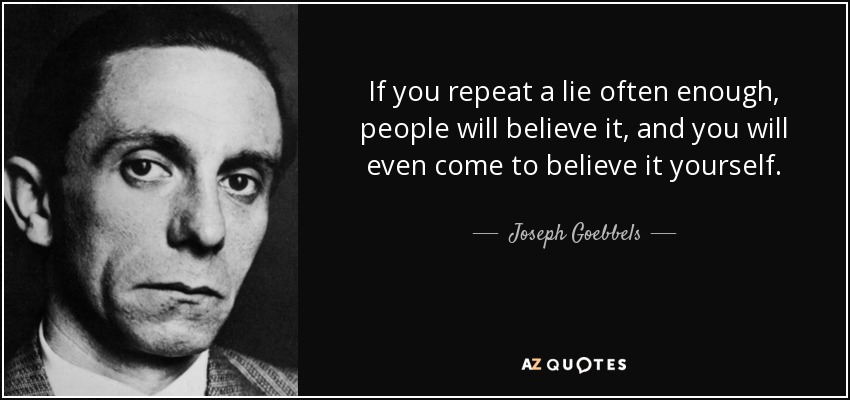 If you repeat a lie often enough,
people will believe it, and you will
even come to believe it yourself.
Joseph Goebbels
AZ QUOTES